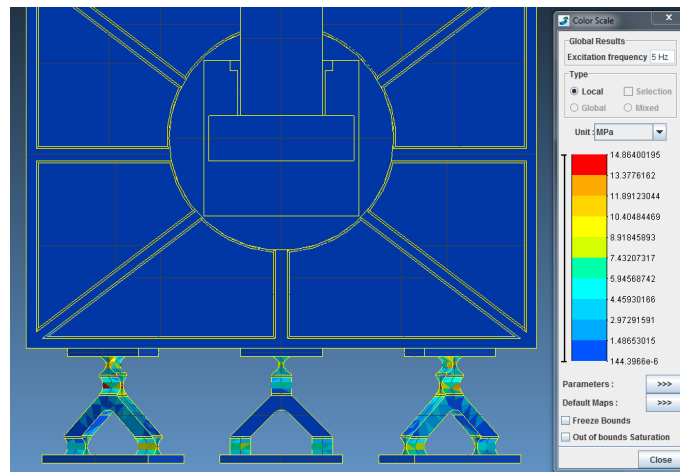 Color Scale
Global Results
Excitation frequency 5 Hz
Type
Local Selection
Global Mixed
Unit : MPa
14.86400195
13.3776162
11.89123044
10.40484469
8.91845893
7.43207317
5.94568742
4.45930166
2.97291591
1.48653015
144.3966e-6
Parameters : >>>
Default Maps : >>>
Freeze Bounds
Out of bounds Saturation
Close